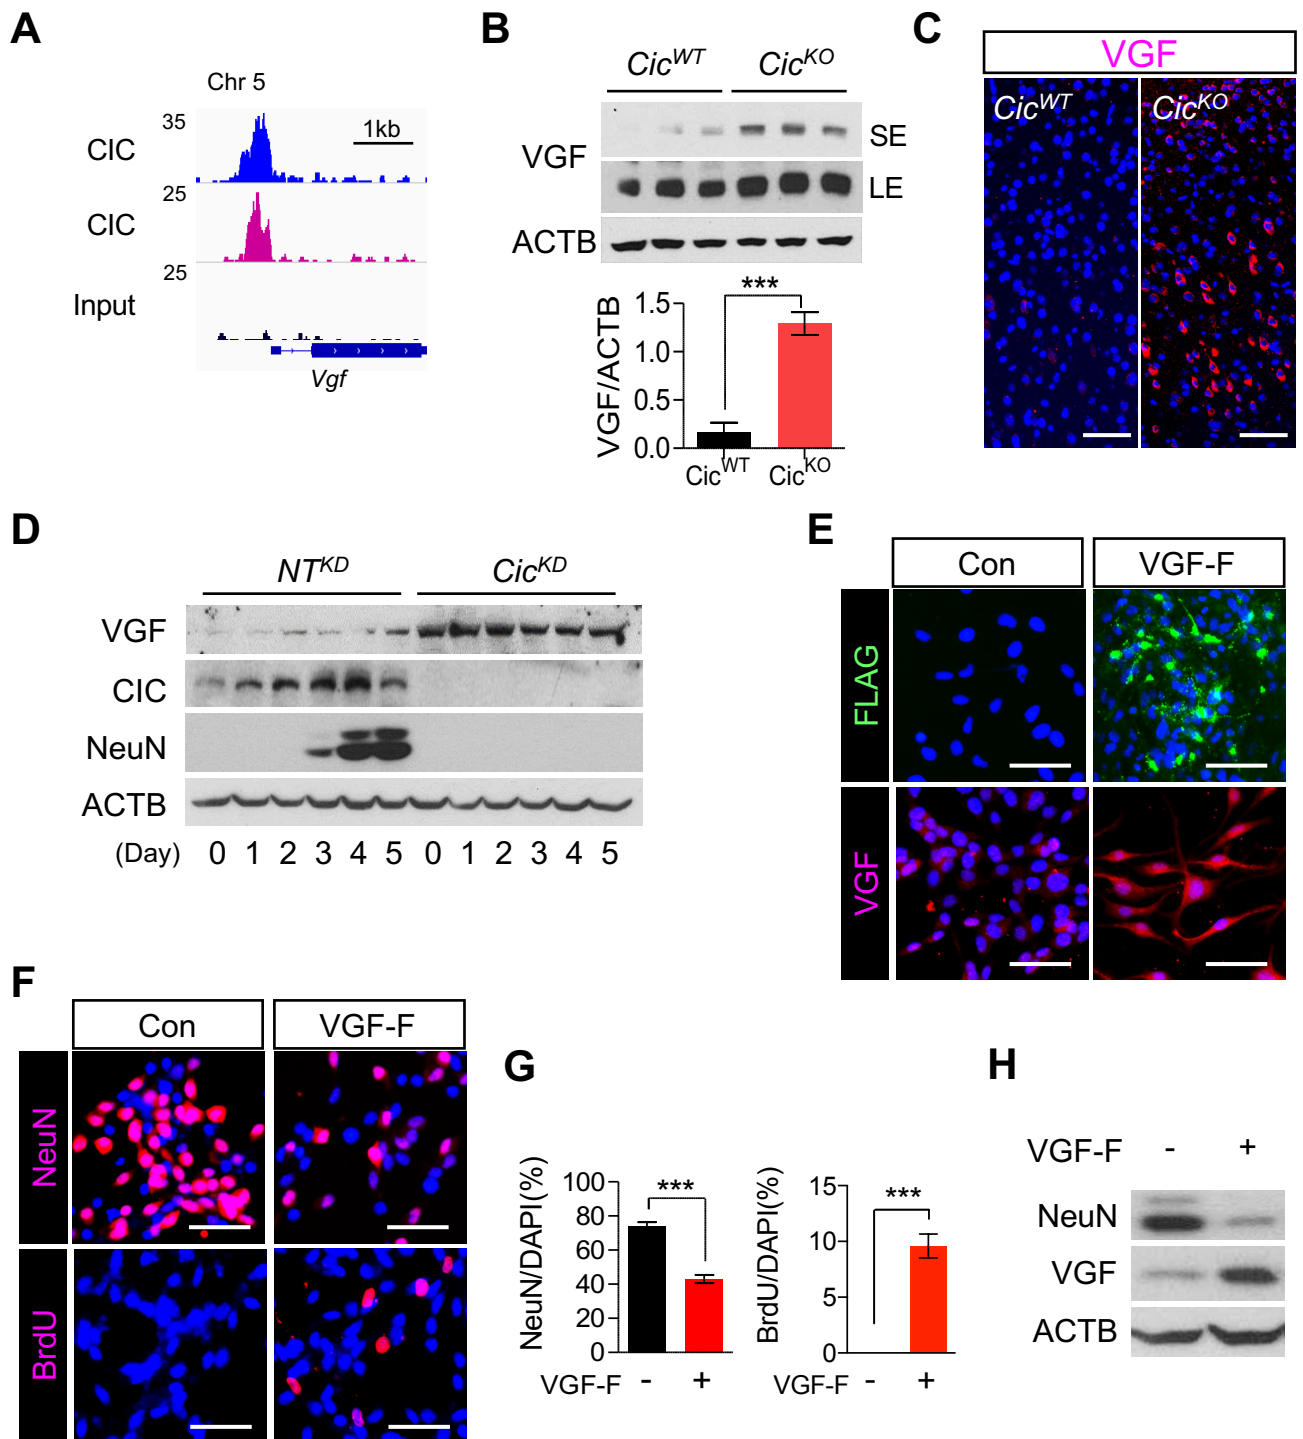 A
Chr 5
35
1kb
CIC
25
CIC
25
Input
Vgf
B
CicWT CicKO
VGF
SE
LE
ACTB
***
VGF/ACTB
1.5
1.0
0.5
0.0
CicWT CicKO
C
VGF
CicWT CicKO
D
NTKD CicKD
VGF
CIC
NeuN
ACTB
(Day) 0 1 2 3 4 5 0 1 2 3 4 5
E
Con VGF-F
FLAG
VGF
F
Con VGF-F
NeuN
BrdU
G
NeuN/DAPI(%)
100
80
60
40
20
0
***
VGF-F - +
BrdU/DAPI(%)
15
10
5
0
***
VGF-F - +
H
VGF-F - +
NeuN
VGF
ACTB